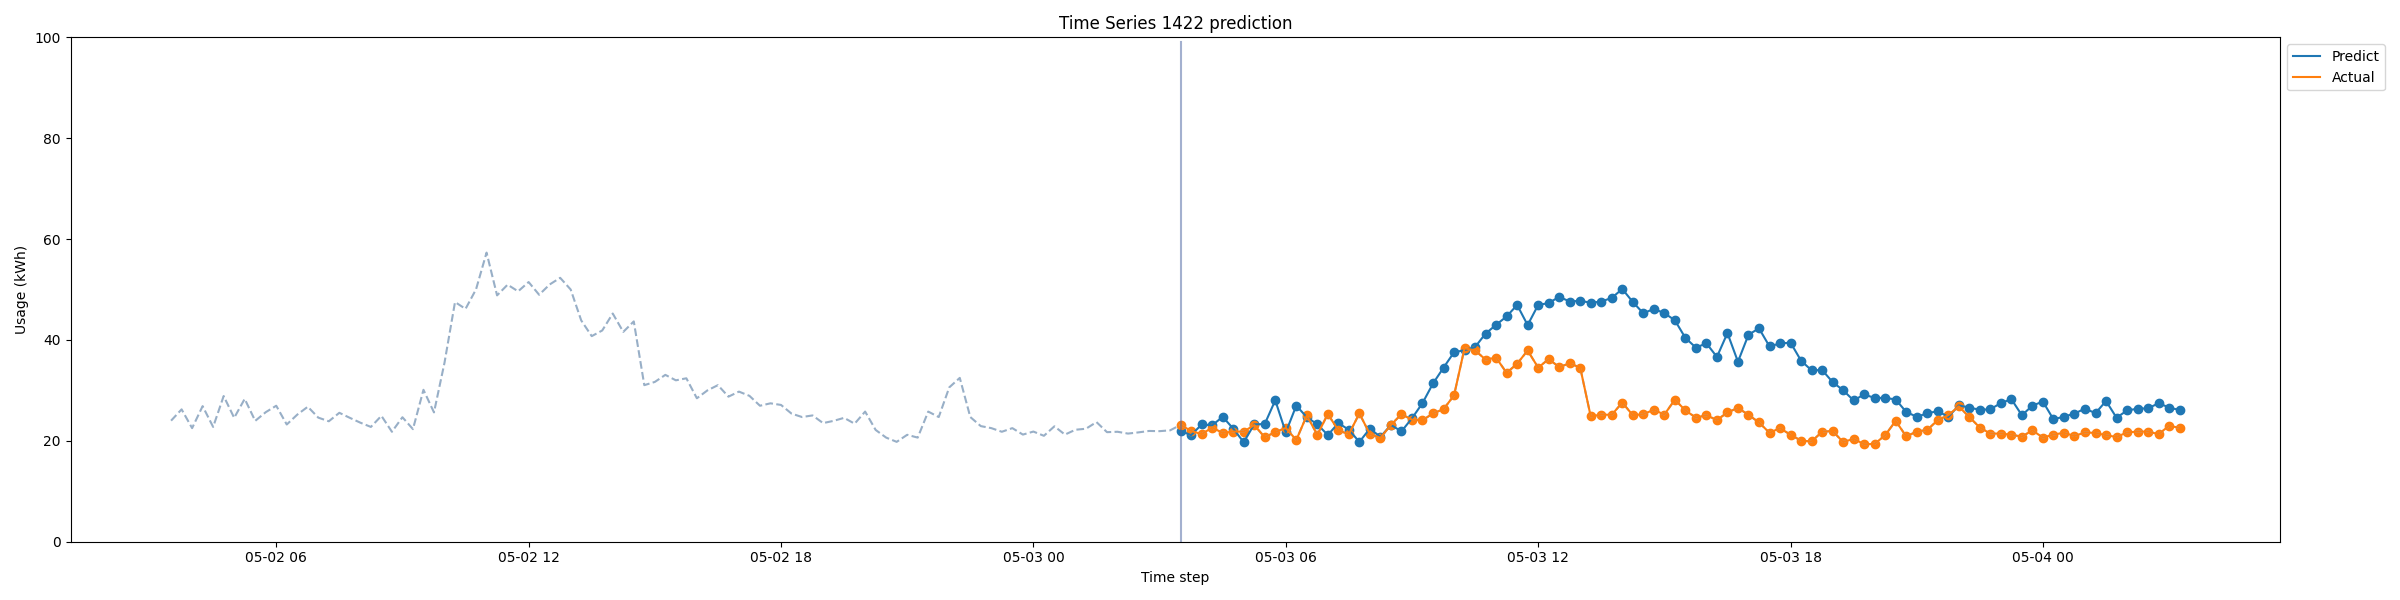 Time Series 1422 prediction
Usage (kWh)
100
80
60
40
20
0
05-02 06
05-02 12
05-02 18
05-03 00
05-03 06
05-03 12
05-03 18
05-04 00
Time step
Predict
Actual